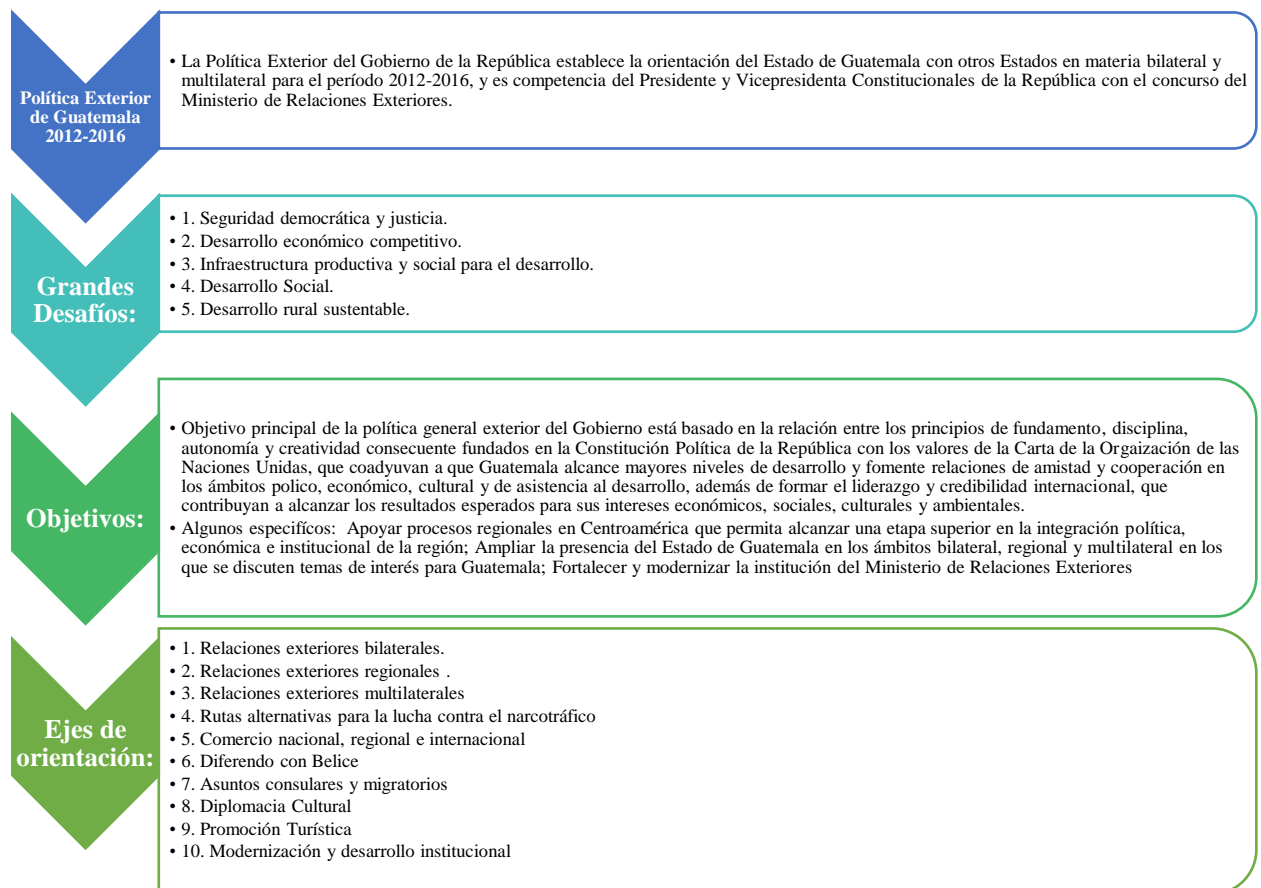 Política Exterior
de Guatemala
2012-2016
• La Política Exterior del Gobierno de la República establece la orientación del Estado de Guatemala con otros Estados en materia bilateral y
multilateral para el período 2012-2016, y es competencia del Presidente y Vicepresidenta Constitucionales de la República con el concurso del
Ministerio de Relaciones Exteriores.
Grandes
Desafíos:
• 1. Seguridad democrática y justicia.
• 2. Desarrollo económico competitivo.
• 3. Infraestructura productiva y social para el desarrollo.
• 4. Desarrollo Social.
• 5. Desarrollo rural sustentable.
Objetivos:
• Objetivo principal de la política general exterior del Gobierno está basado en la relación entre los principios de fundamento, disciplina,
autonomía y creatividad consecuente fundados en la Constitución Política de la República con los valores de la Carta de la Orgaización de las
Naciones Unidas, que coadyuvan a que Guatemala alcance mayores niveles de desarrollo y fomente relaciones de amistad y cooperación en
los ámbitos polico, económico, cultural y de asistencia al desarrollo, además de formar el liderazgo y credibilidad internacional, que
contribuyan a alcanzar los resultados esperados para sus intereses económicos, sociales, culturales y ambientales.
• Algunos especifícos:  Apoyar procesos regionales en Centroamérica que permita alcanzar una etapa superior en la integración política,
económica e institucional de la región; Ampliar la presencia del Estado de Guatemala en los ámbitos bilateral, regional y multilateral en los
que se discuten temas de interés para Guatemala; Fortalecer y modernizar la institución del Ministerio de Relaciones Exteriores
Ejes de
orientación:
• 1. Relaciones exteriores bilaterales.
• 2. Relaciones exteriores regionales .
• 3. Relaciones exteriores multilaterales
• 4. Rutas alternativas para la lucha contra el narcotráfico
• 5. Comercio nacional, regional e internacional
• 6. Diferendo con Belice
• 7. Asuntos consulares y migratorios
• 8. Diplomacia Cultural
• 9. Promoción Turística
• 10. Modernización y desarrollo institucional